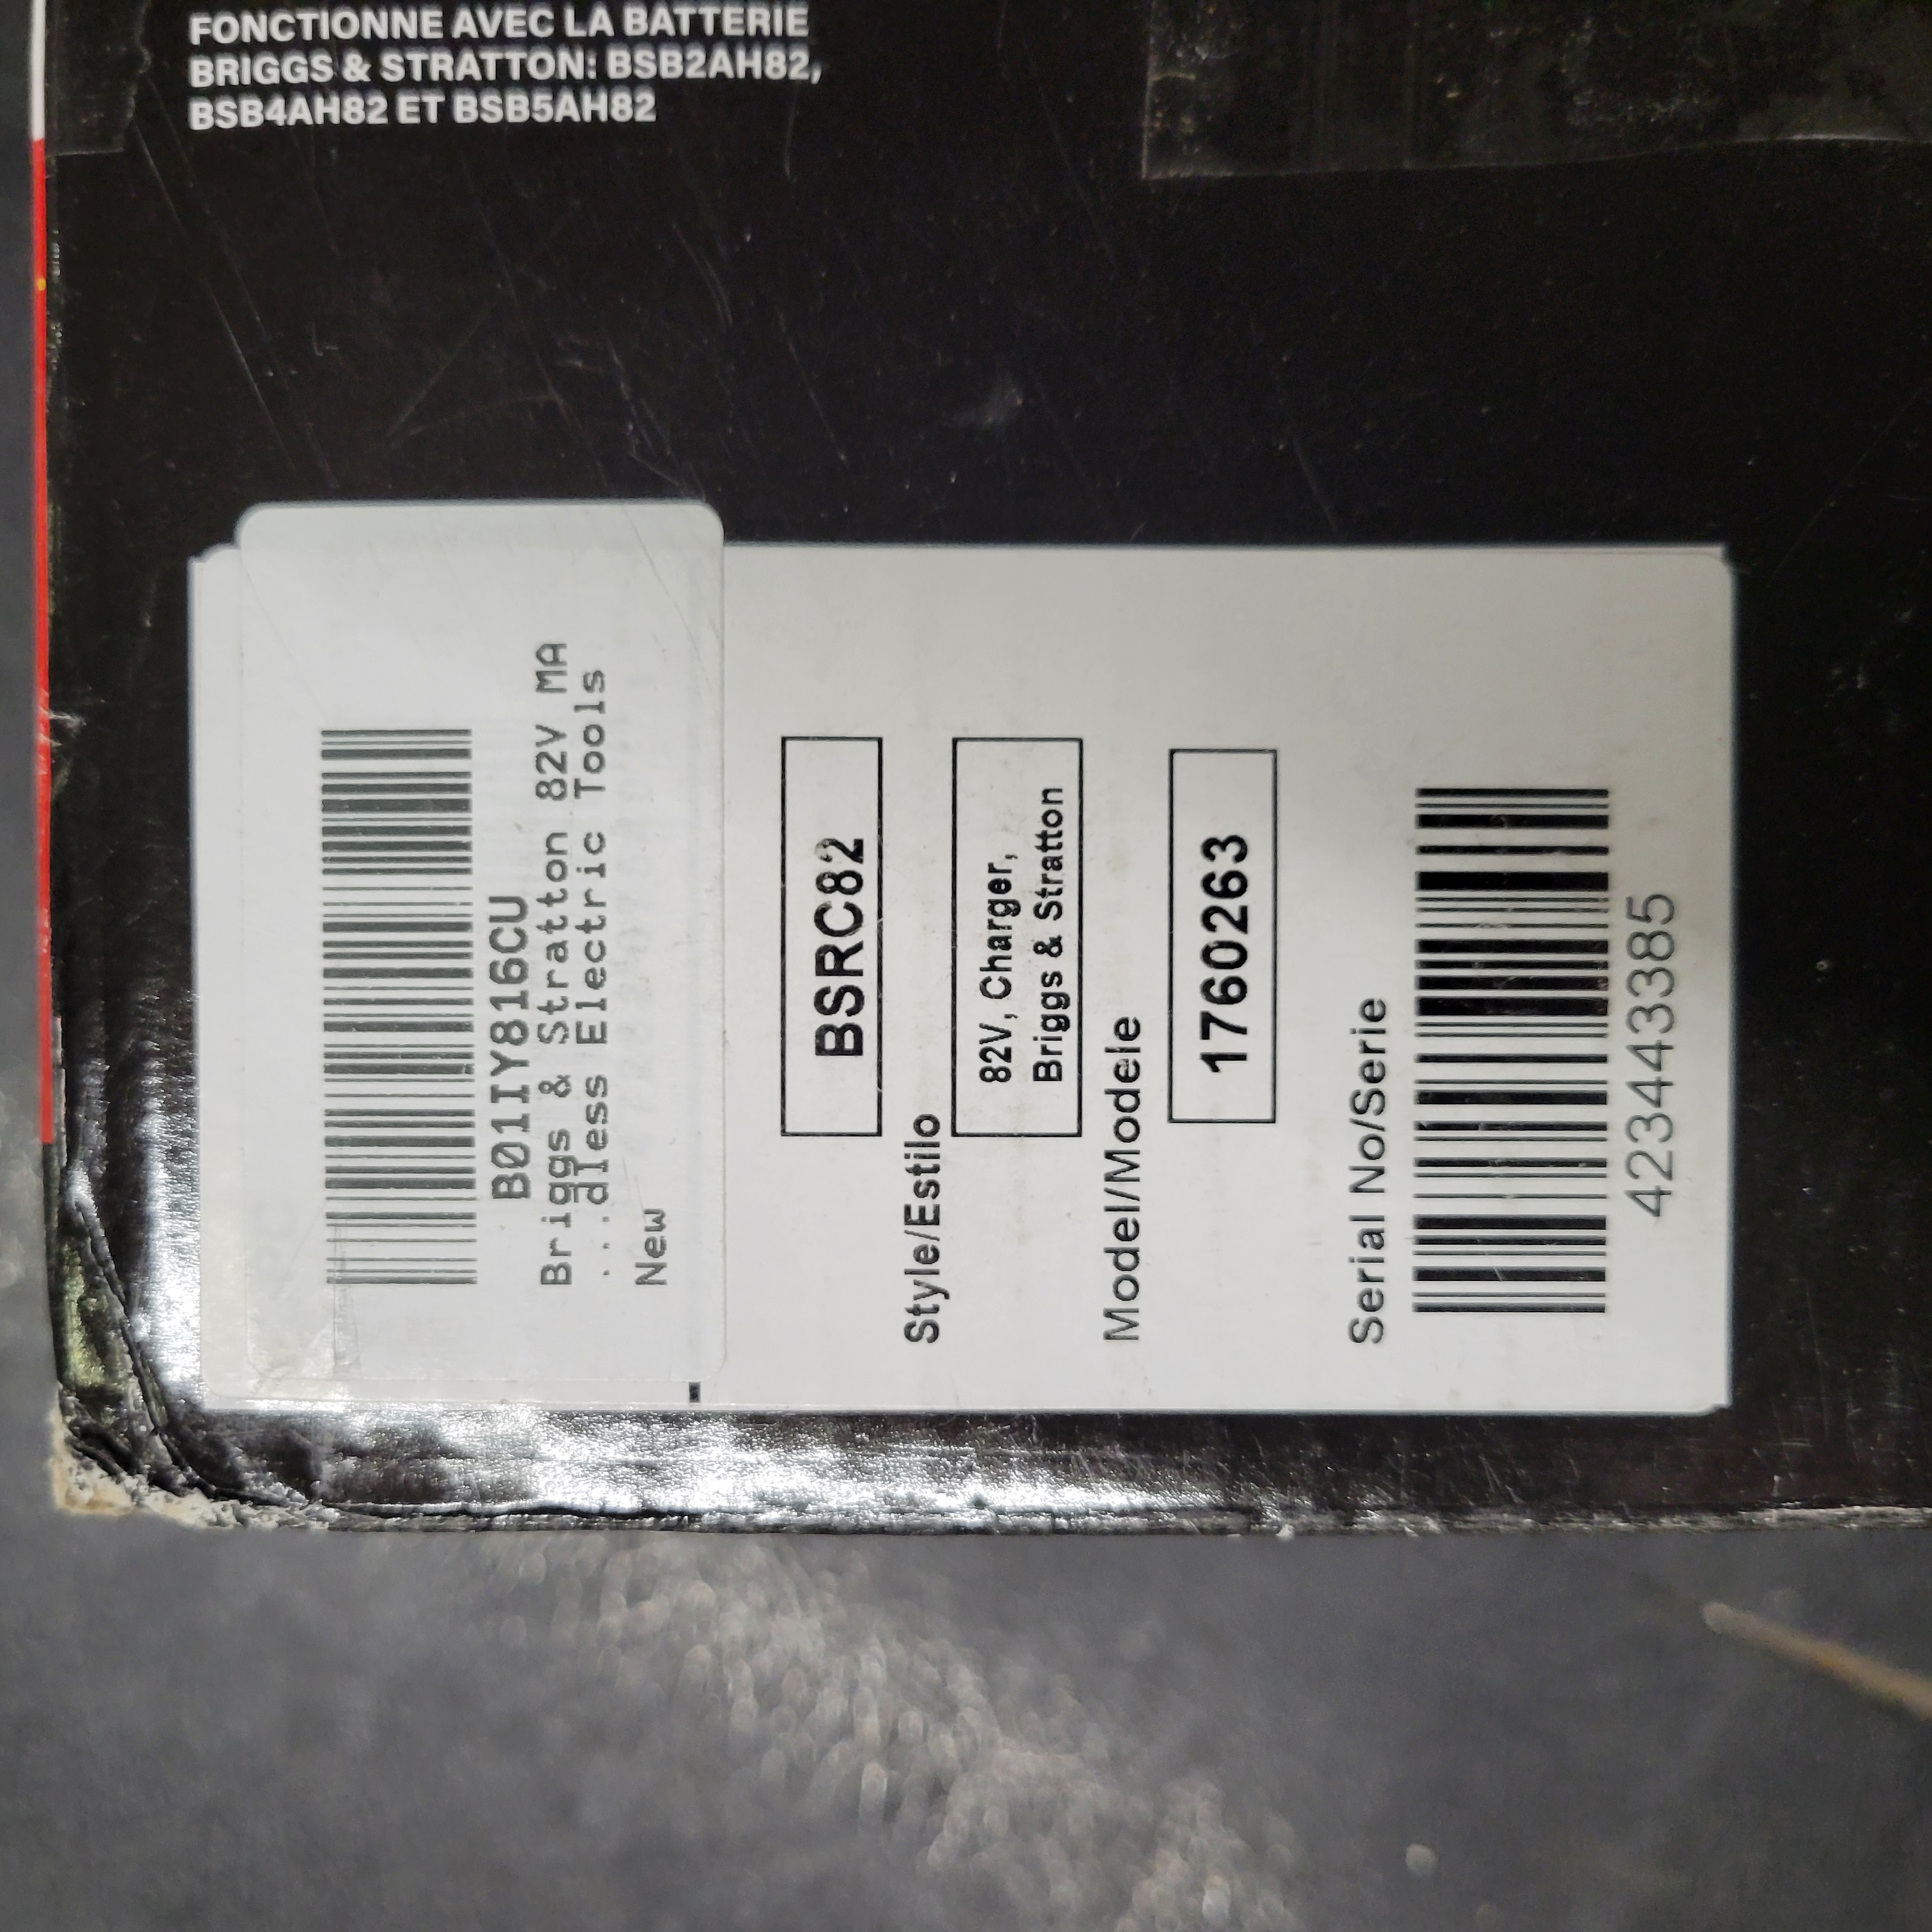 FONCTIONNE AVEC LA BATTERIE
BRIGGS & STRATTON: BSB2AH82,
BSB4AH82 ET BSB5AH82
B01IY816CU
Briggs & Stratton 82V MA
...dless Electric Tools
New
BSRC82
Style/Estilo
82V, Charger,
Briggs & Stratton
Model/Modele
1760263
Serial No/Serie
423443385